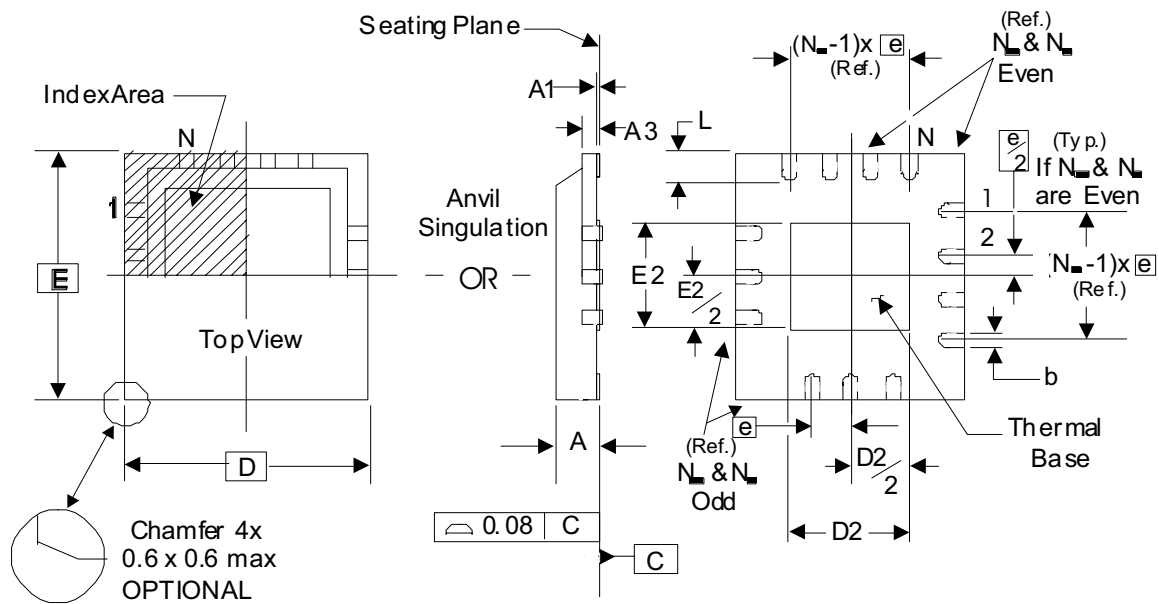 Seating Plane
Index Area
N
1
E
Top View
D
Chamfer 4x
0.6 x 0.6 max
OPTIONAL
A1
A3
L
Anvil
Singulation
OR
A
0.08 C
C
(N -1)x e
(Ref.)
(Ref.)
N & N
Even
N
e
2
(Typ.)
If N & N
are Even
1
2
(N -1)x e
(Ref.)
E2
E2
2
b
Thermal
Base
e
(Ref.)
N & N
Odd
D2
2
D2